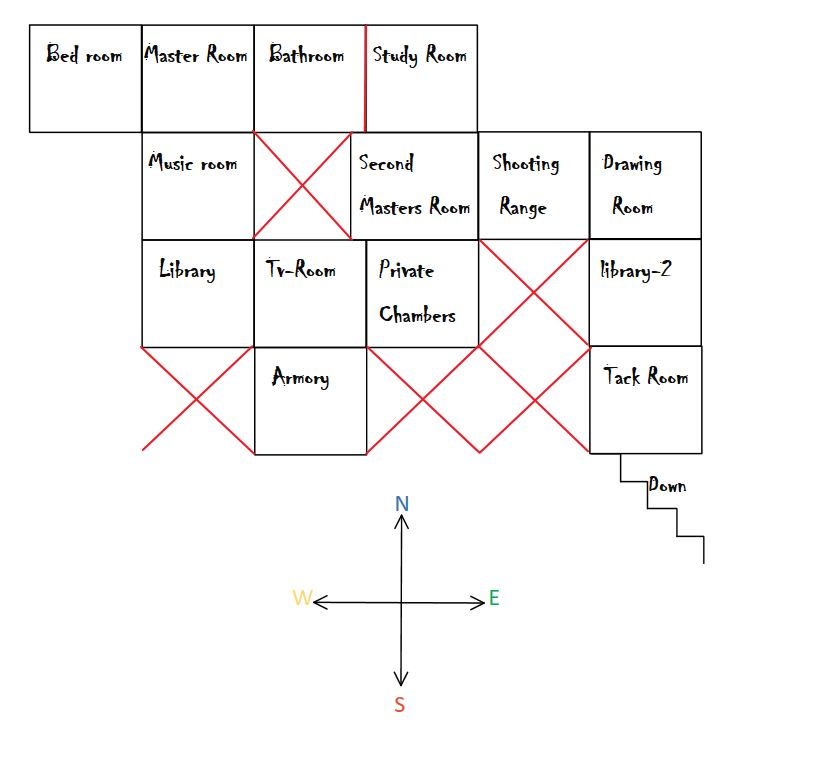 Bed room
Master Room
Bathroom
Study Room
Music room
Second
Masters Room
Shooting
Range
Drawing
Room
Library
Tv-Room
Private
Chambers
library-2
Armory
Tack Room
Down
N
W
E
S